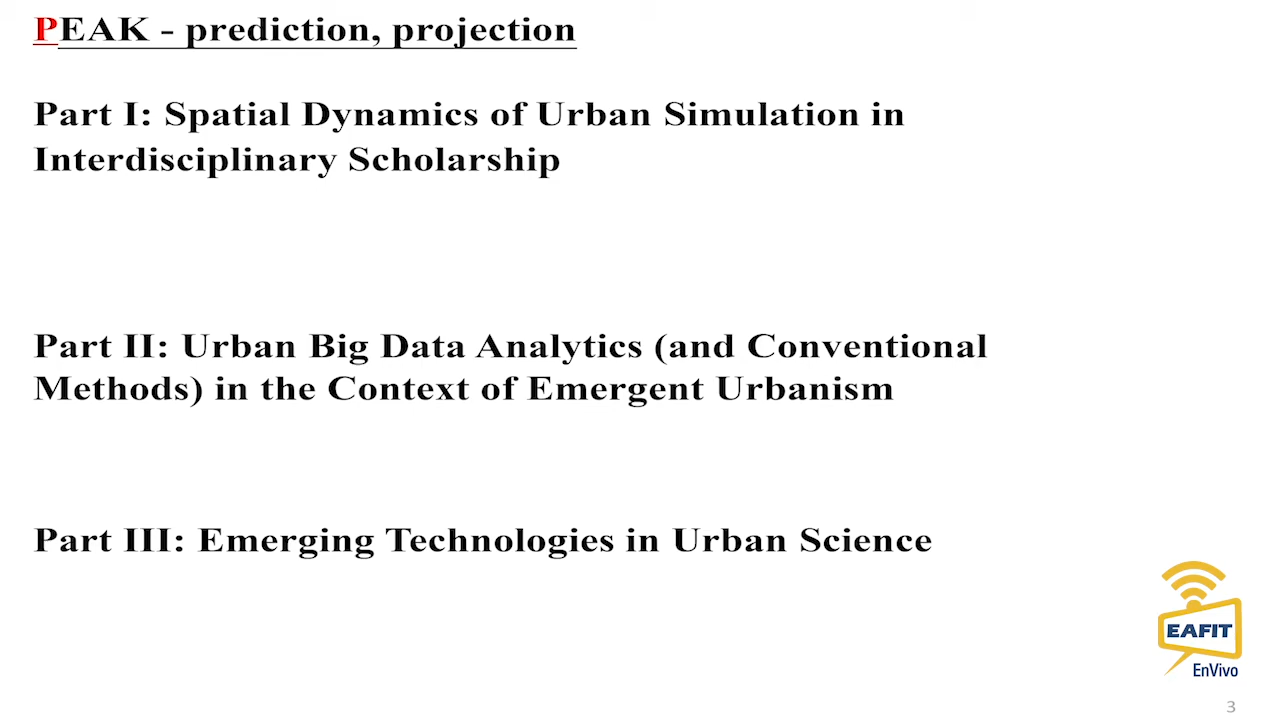 PEAK - prediction, projection
Part I: Spatial Dynamics of Urban Simulation in
Interdisciplinary Scholarship
Part II: Urban Big Data Analytics (and Conventional
Methods) in the Context of Emergent Urbanism
Part III: Emerging Technologies in Urban Science
EAFIT
EnVivo
3